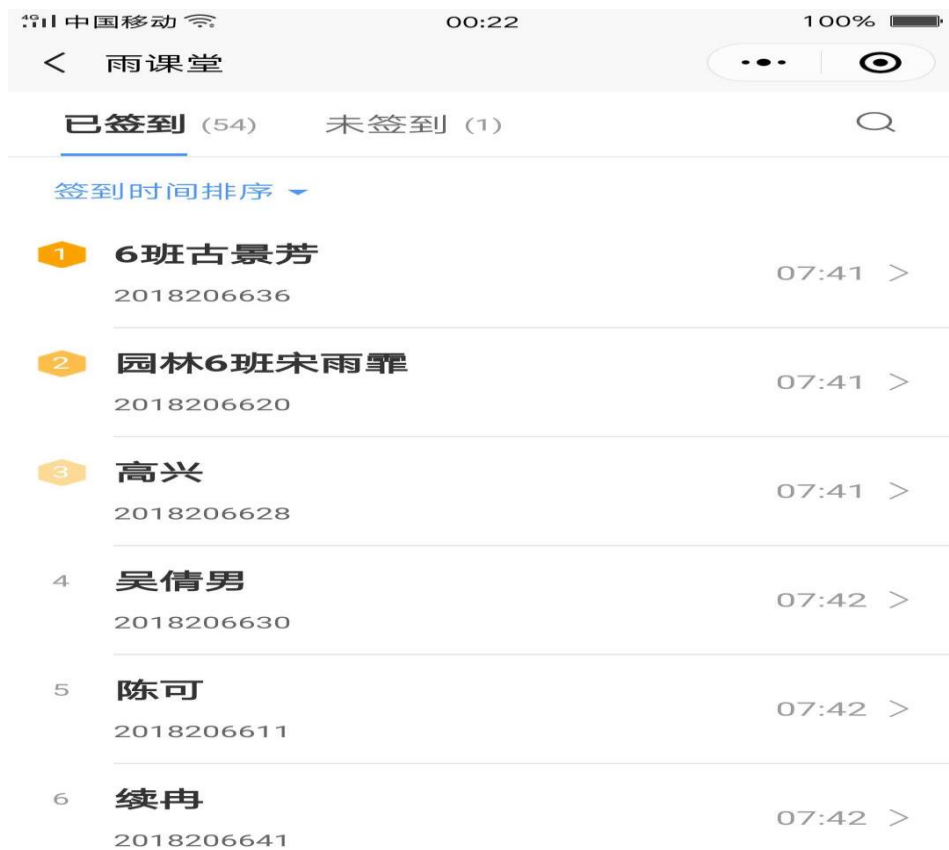 4G 中国移动 00:22 100%
雨课堂
已签到 (54) 未签到 (1)
签到时间排序
1 6班古景芳 07:41
2018206636
2 园林6班宋雨霏 07:41
2018206620
3 高兴 07:41
2018206628
4 吴倩男 07:42
2018206630
5 陈可 07:42
2018206611
6 续冉 07:42
2018206641